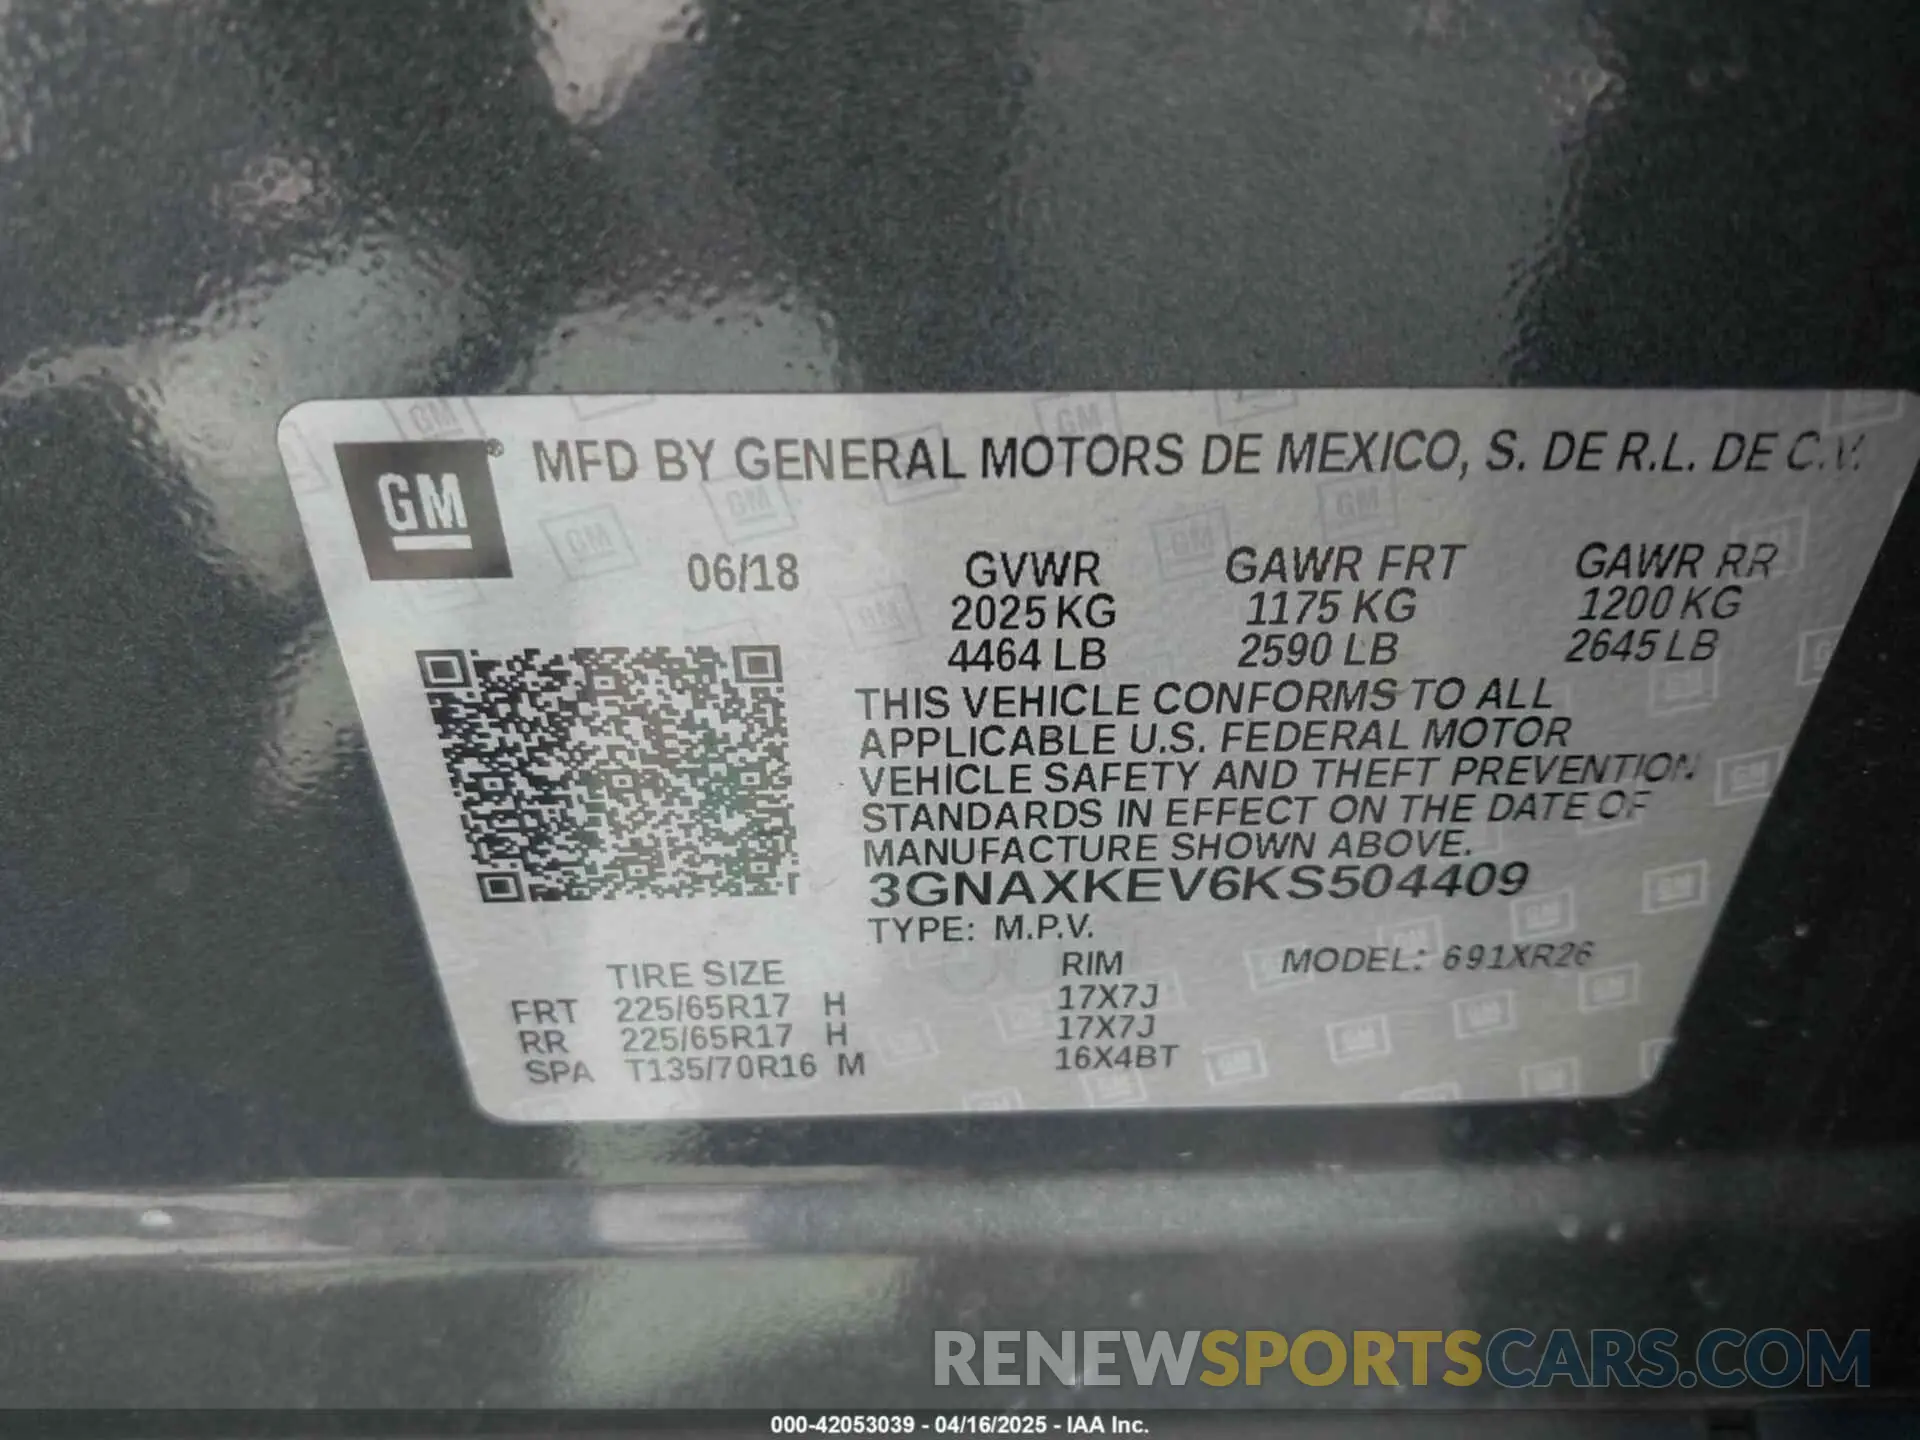 GM® MFD BY GENERAL MOTORS DE MEXICO, S. DE R.L. DE C.V.
06/18 GVWR GAWR FRT GAWR RR
2025 KG 1175 KG 1200 KG
4464 LB 2590 LB 2645 LB
THIS VEHICLE CONFORMS TO ALL
APPLICABLE U.S. FEDERAL MOTOR
VEHICLE SAFETY AND THEFT PREVENTION
STANDARDS IN EFFECT ON THE DATE OF
MANUFACTURE SHOWN ABOVE.
3GNAXKEV6KS504409
TYPE: M.P.V.
TIRE SIZE RIM MODEL: 691XR26
FRT 225/65R17 H 17X7J
RR 225/65R17 H 17X7J
SPA T135/70R16 M 16X4BT
RENEWSPORTSCARS.COM
000-42053039 - 04/16/2025 - IAA Inc.